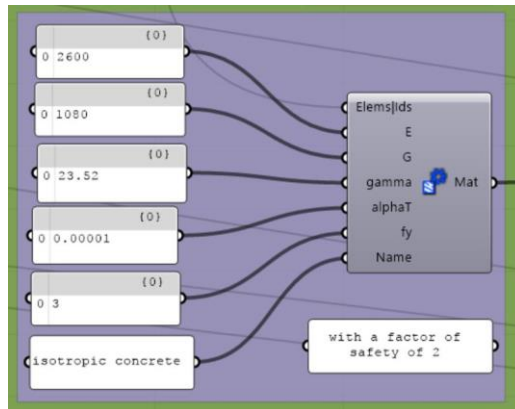 {0}
0 2600
{0}
0 1080
{0}
0 23.52
{0}
0 0.00001
{0}
0 3
isotropic concrete
Elems|Ids
E
G
gamma
alphaT
fy
Name
Mat
with a factor of
safety of 2